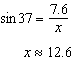 sin 37 = 7.6/x
x ≈ 12.6